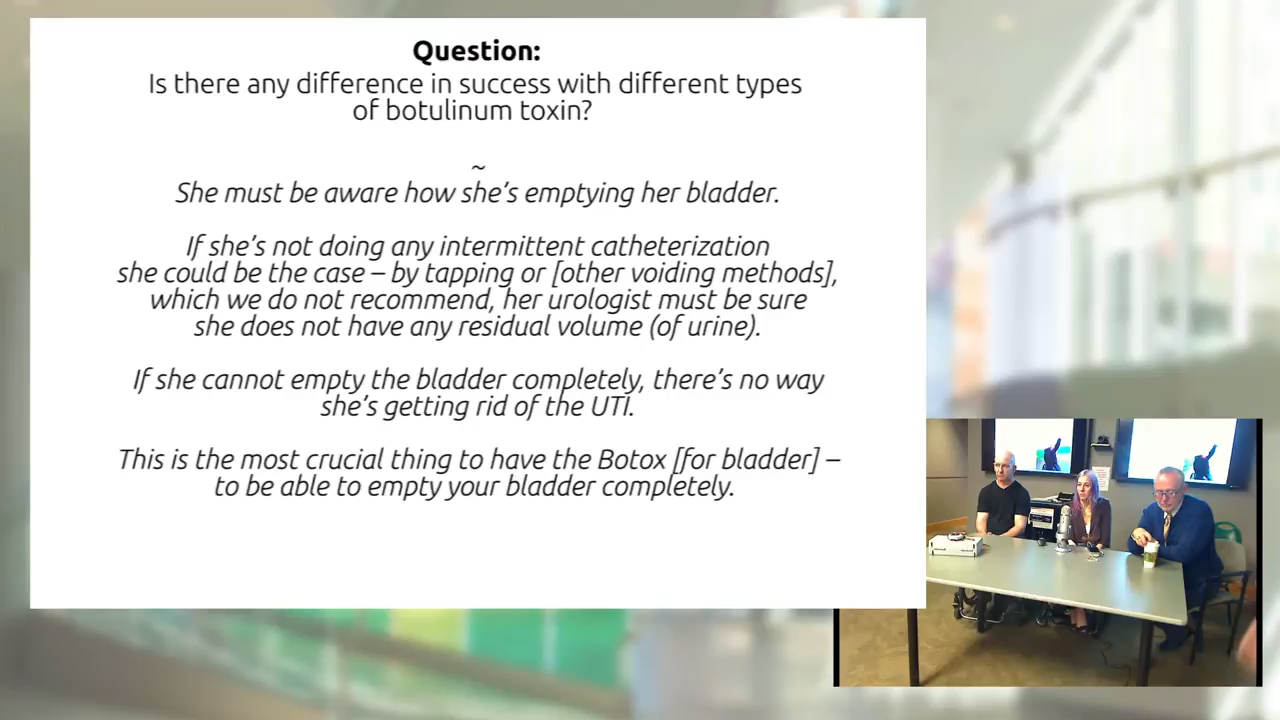 Question:
Is there any difference in success with different types
of botulinum toxin?
~
She must be aware how she's emptying her bladder.
If she's not doing any intermittent catheterization
she could be the case – by tapping or [other voiding methods],
which we do not recommend, her urologist must be sure
she does not have any residual volume (of urine).
If she cannot empty the bladder completely, there's no way
she's getting rid of the UTI.
This is the most crucial thing to have the Botox [for bladder] –
to be able to empty your bladder completely.